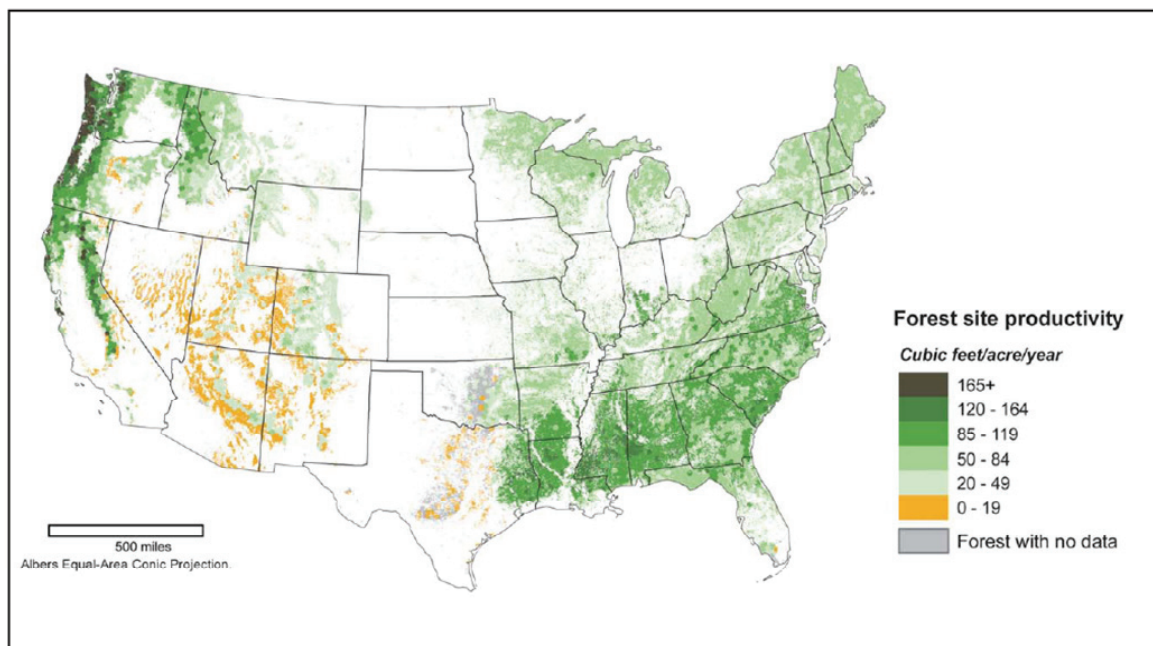 Forest site productivity
Cubic feet/acre/year
165+
120 - 164
85 - 119
50 - 84
20 - 49
0 - 19
Forest with no data
500 miles
Albers Equal-Area Conic Projection.